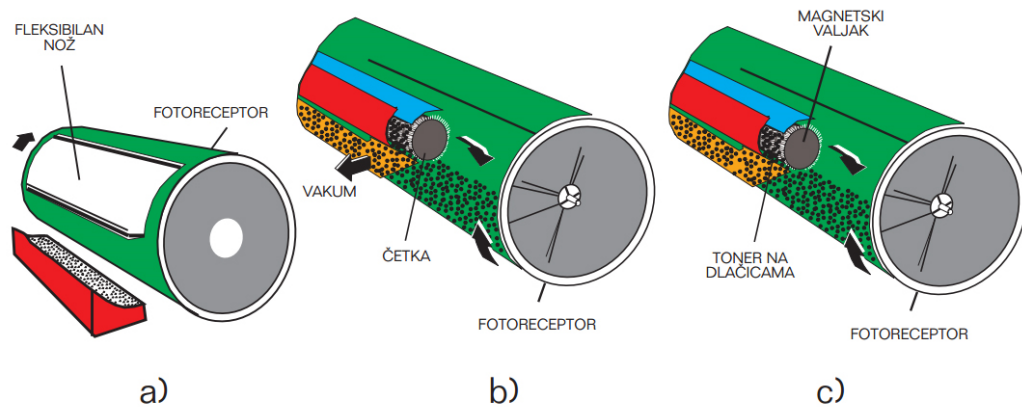 FLEKSIBILAN
NOŽ
FOTORECEPTOR
a)
VAKUM
ČETKA
FOTORECEPTOR
b)
MAGNETSKI
VALJAK
TONER NA
DLAČICAMA
FOTORECEPTOR
c)